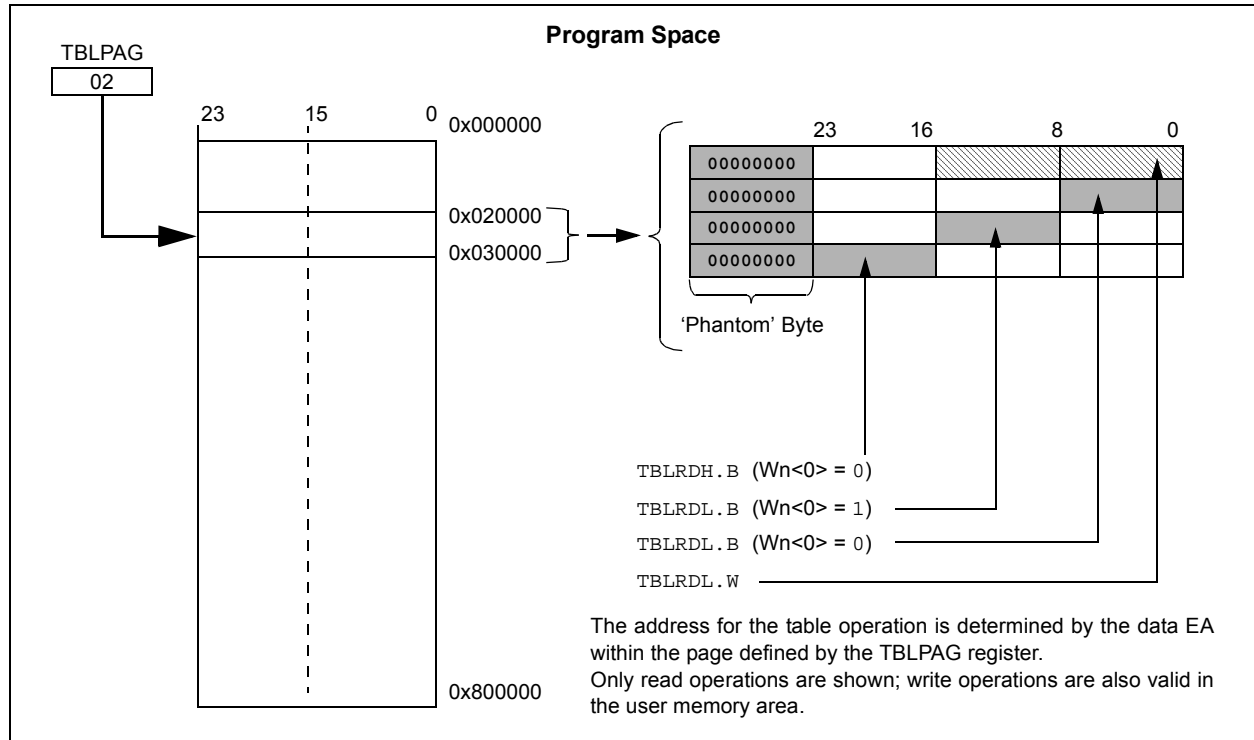 Program Space
TBLPAG
02
23 15 0
0x000000
0x020000
0x030000
0x800000
23 16 8 0
00000000
00000000
00000000
00000000
‘Phantom’ Byte
TBLRDH.B (Wn<0> = 0)
TBLRDL.B (Wn<0> = 1)
TBLRDL.B (Wn<0> = 0)
TBLRDL.W
The address for the table operation is determined by the data EA
within the page defined by the TBLPAG register.
Only read operations are shown; write operations are also valid in
the user memory area.